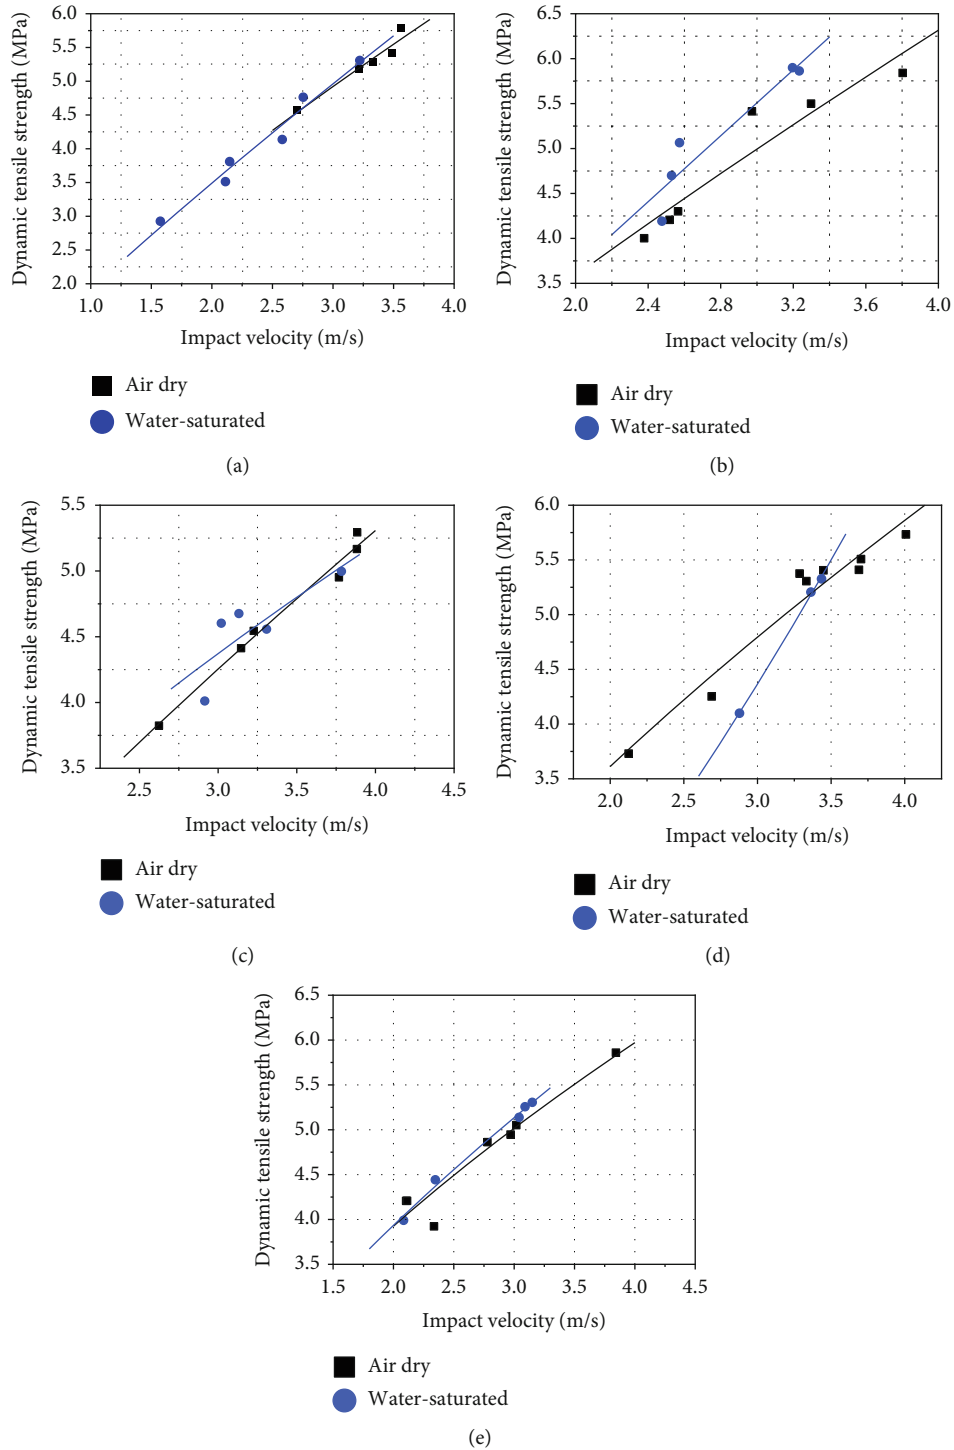 6.0
5.5
5.0
4.5
4.0
3.5
3.0
2.5
2.0
Dynamic tensile strength (MPa)
1.0 1.5 2.0 2.5 3.0 3.5 4.0
Impact velocity (m/s)
Air dry
Water-saturated
(a)
6.5
6.0
5.5
5.0
4.5
4.0
3.5
Dynamic tensile strength (MPa)
2.0 2.4 2.8 3.2 3.6 4.0
Impact velocity (m/s)
Air dry
Water-saturated
(b)
5.5
5.0
4.5
4.0
3.5
Dynamic tensile strength (MPa)
2.5 3.0 3.5 4.0 4.5
Impact velocity (m/s)
Air dry
Water-saturated
(c)
6.0
5.5
5.0
4.5
4.0
3.5
Dynamic tensile strength (MPa)
2.0 2.5 3.0 3.5 4.0
Impact velocity (m/s)
Air dry
Water-saturated
(d)
6.5
6.0
5.5
5.0
4.5
4.0
3.5
Dynamic tensile strength (MPa)
1.5 2.0 2.5 3.0 3.5 4.0 4.5
Impact velocity (m/s)
Air dry
Water-saturated
(e)